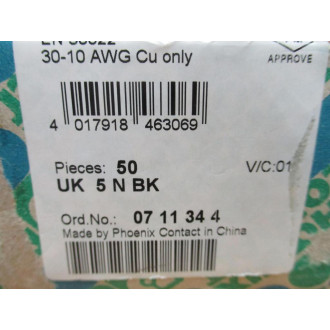 30-10 AWG Cu only
APPROVE
4 017918 463069
Pieces: 50
V/C:01
UK 5 N BK
Ord.No.: 07 11 34 4
Made by Phoenix Contact in China